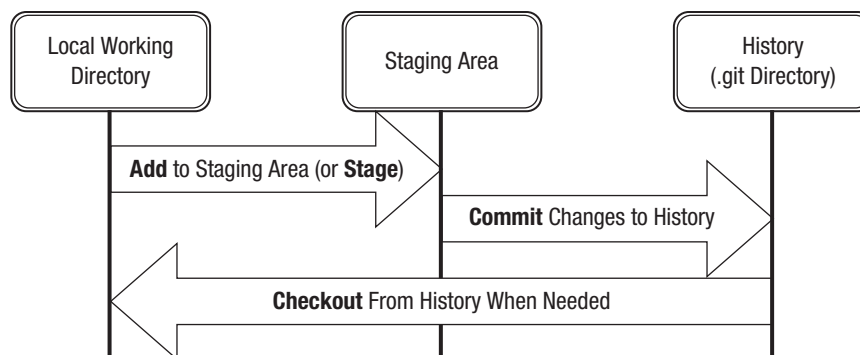 Local Working
Directory
Staging Area
History
(.git Directory)
Add to Staging Area (or Stage)
Commit Changes to History
Checkout From History When Needed